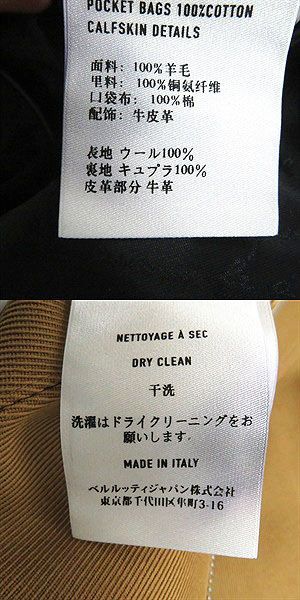 POCKET BAGS 100%COTTON
CALFSKIN DETAILS
面料: 100%羊毛
里料: 100%铜氨纤维
口袋布: 100%棉
配饰: 牛皮革
表地 ウール100%
裏地 キュプラ100%
皮革部分 牛革
NETTOYAGE À SEC
DRY CLEAN
干洗
洗濯はドライクリーニングをお
願いします.
MADE IN ITALY
ベルルッティジャパン株式会社
東京都千代田区隼町3-16